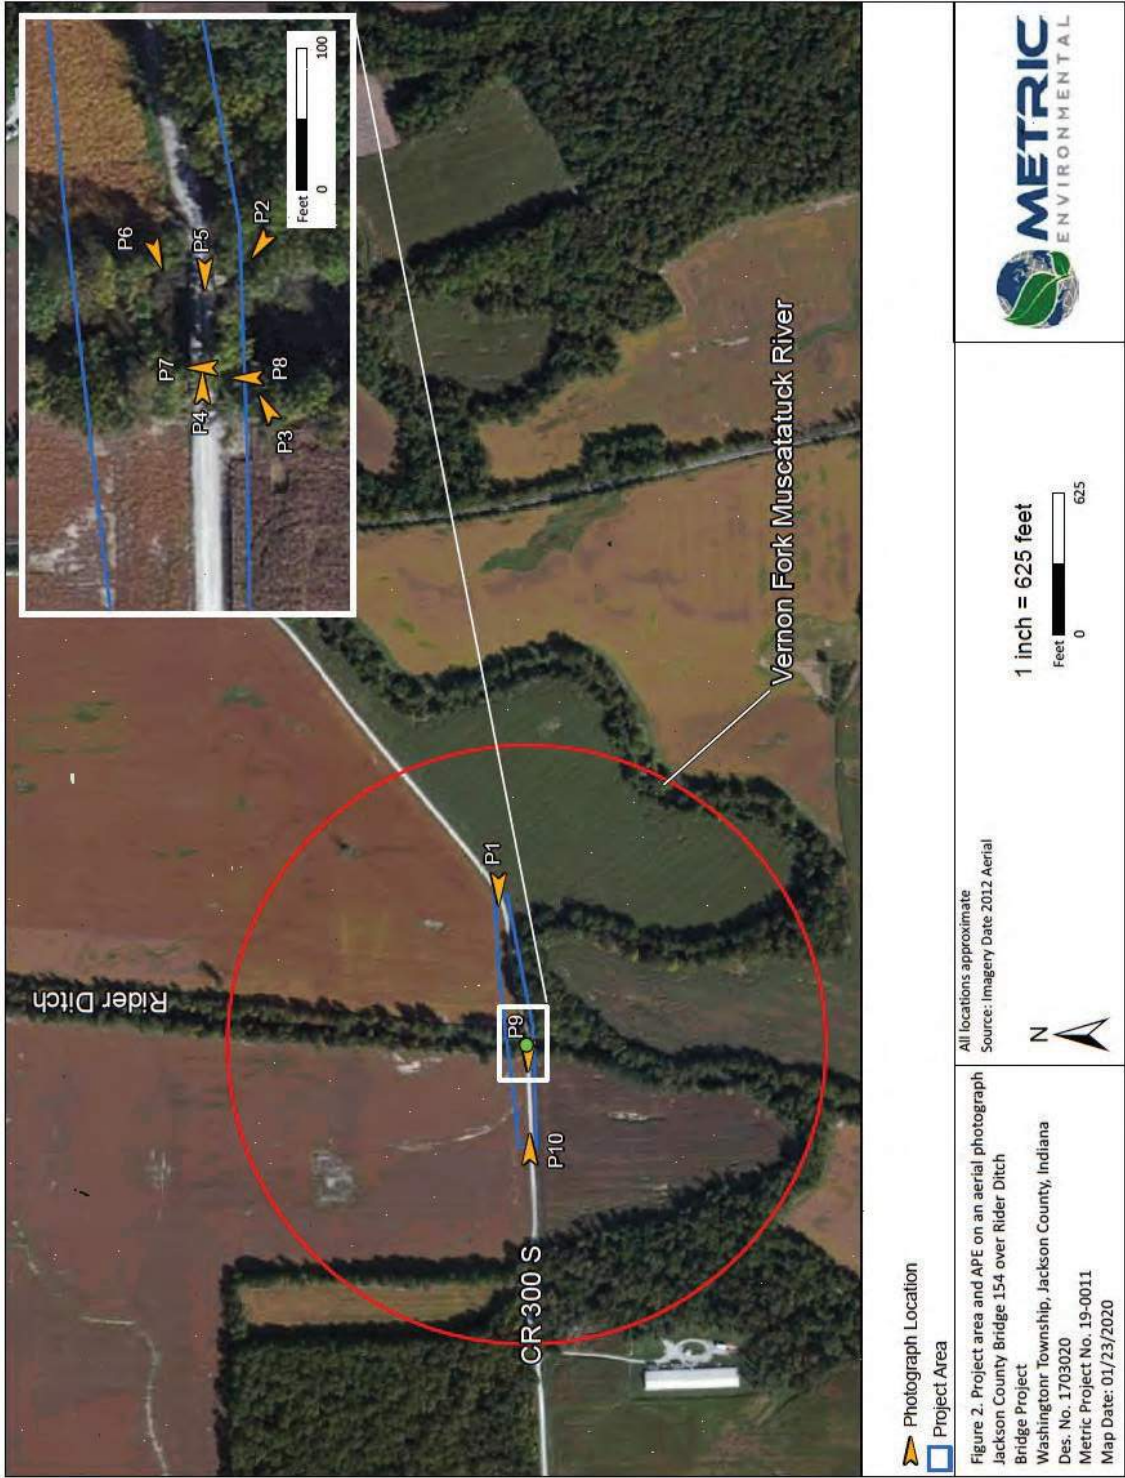 P6
P5
P2
P7
P4
P8
P3
Feet
0
100
Rider Ditch
P1
P9
P10
CR 300 S
Vernon Fork Muscatatuck River
Photograph Location
Project Area
Figure 2. Project area and APE on an aerial photograph
Jackson County Bridge 154 over Rider Ditch
Bridge Project
Washingtonr Township, Jackson County, Indiana
Des. No. 1703020
Metric Project No. 19-0011
Map Date: 01/23/2020
All locations approximate
Source: Imagery Date 2012 Aerial
N
1 inch = 625 feet
Feet
0
625
METRIC
ENVIRONMENTAL